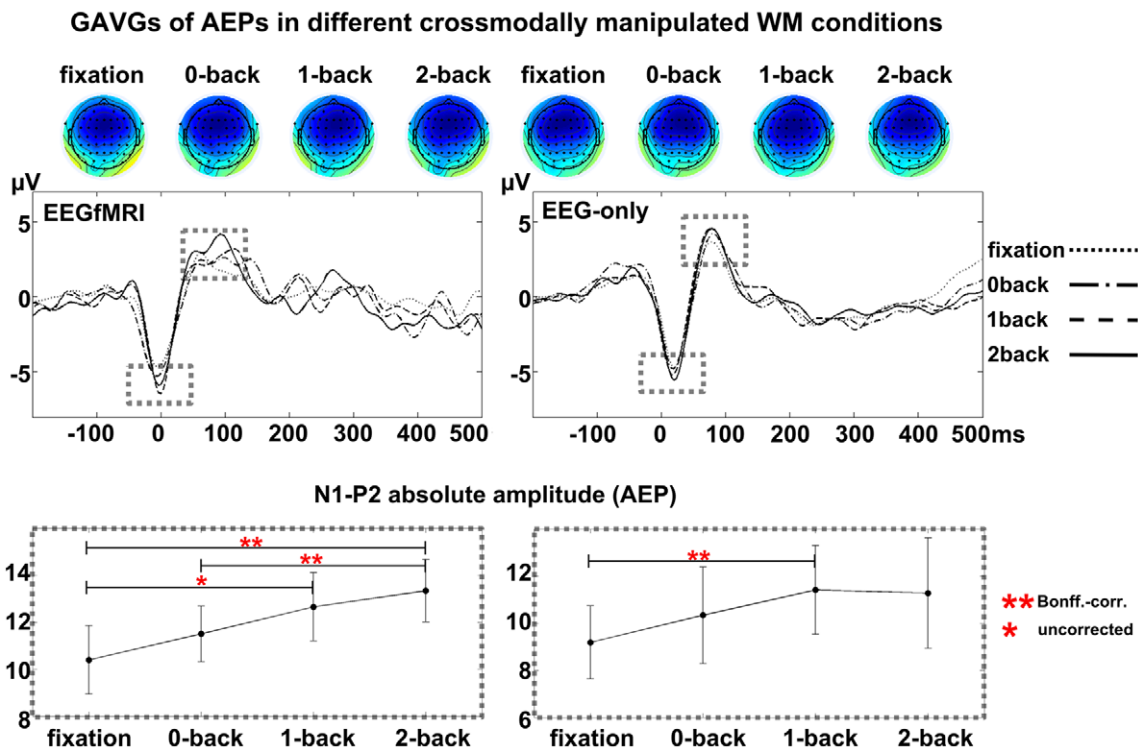 GAVGs of AEPs in different crossmodally manipulated WM conditions
fixation 0-back 1-back 2-back fixation 0-back 1-back 2-back
µV µV
EEGfMRI EEG-only
5 5
0 0
-5 -5
-100 0 100 200 300 400 500 -100 0 100 200 300 400 500ms
fixation
0back
1back
2back
N1-P2 absolute amplitude (AEP)
** ** *
14
12
10
8
**
12
10
8
6
** Bonff.-corr.
* uncorrected
fixation 0-back 1-back 2-back fixation 0-back 1-back 2-back